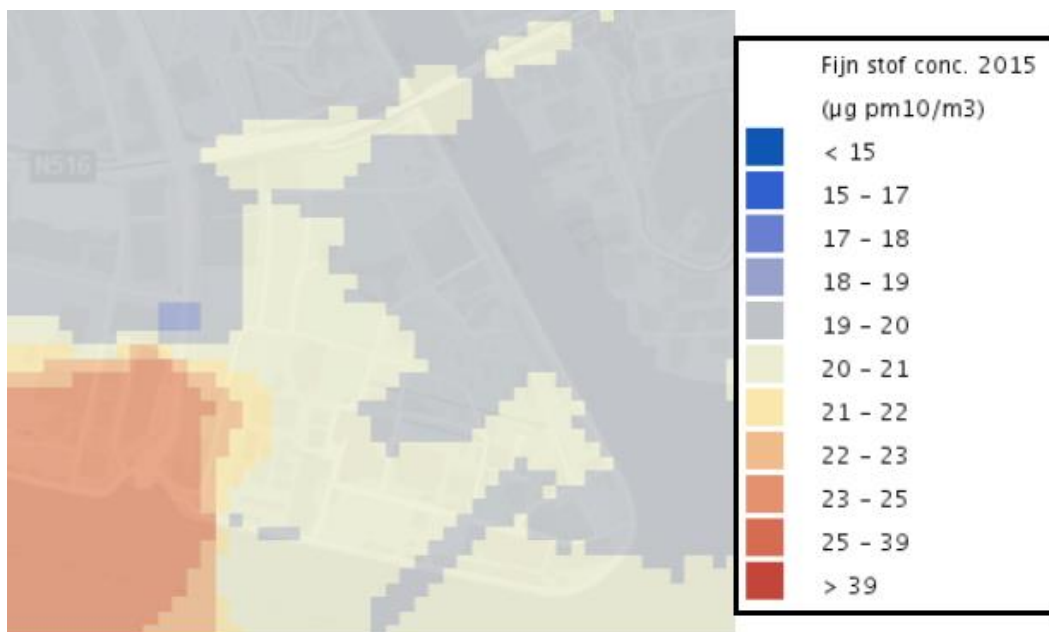 N516
Fijn stof conc. 2015
(µg pm10/m3)
< 15
15 – 17
17 – 18
18 – 19
19 – 20
20 – 21
21 – 22
22 – 23
23 – 25
25 – 39
> 39